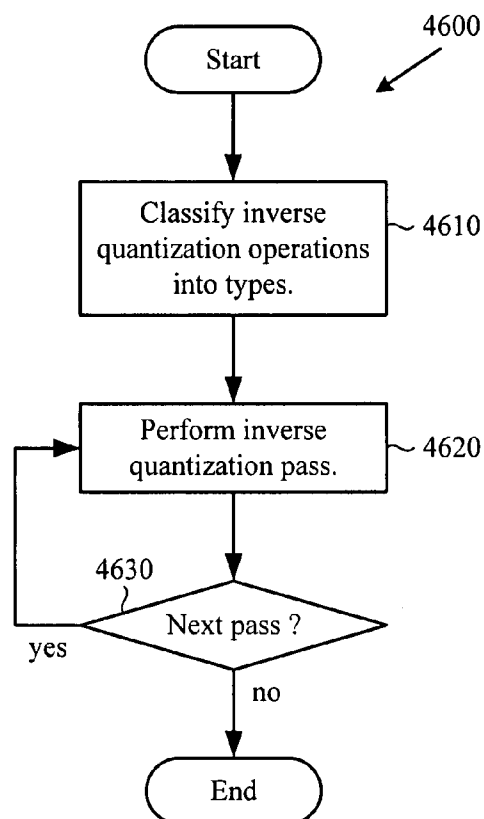 4600
Start
Classify inverse
quantization operations
into types.
4610
Perform inverse
quantization pass.
4620
4630
Next pass ?
yes
no
End